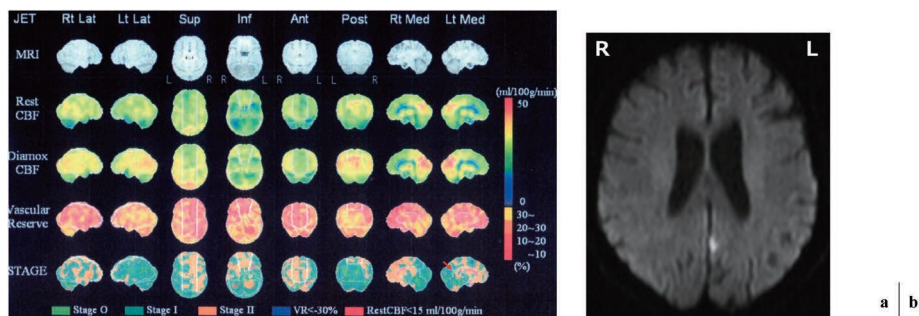 JET Rt Lat Lt Lat Sup Inf Ant Post Rt Med Lt Med
MRI
L R R L R L L R
(ml/100g/min)
Rest CBF
50
Diamox CBF
0
Vascular Reserve
30~
20~30
10~20
~10
(%)
STAGE
Stage 0 Stage I Stage II VR<-30% RestCBF<15 ml/100g/min
R L
a b